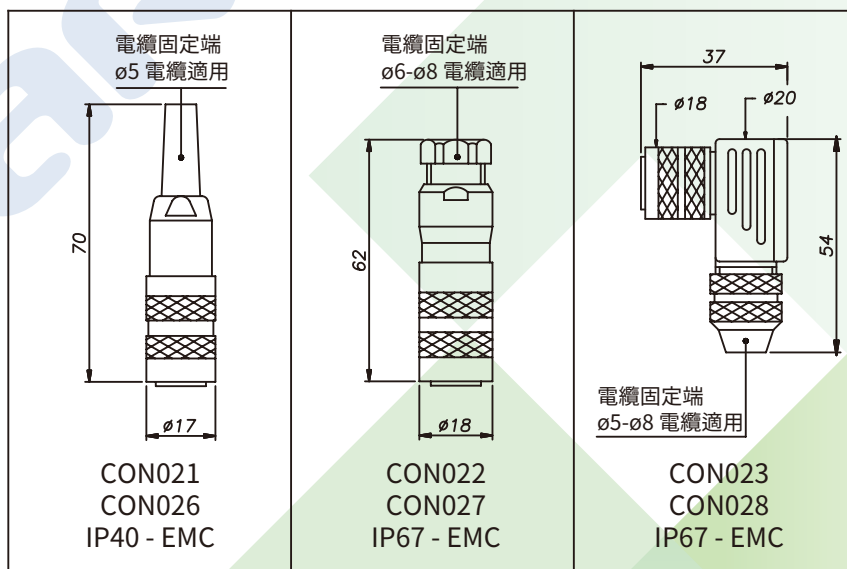 電纜固定端
ø5 電纜適用
70
ø17
CON021
CON026
IP40 - EMC
電纜固定端
ø6-ø8 電纜適用
62
ø18
CON022
CON027
IP67 - EMC
37
ø18
ø20
54
電纜固定端
ø5-ø8 電纜適用
CON023
CON028
IP67 - EMC